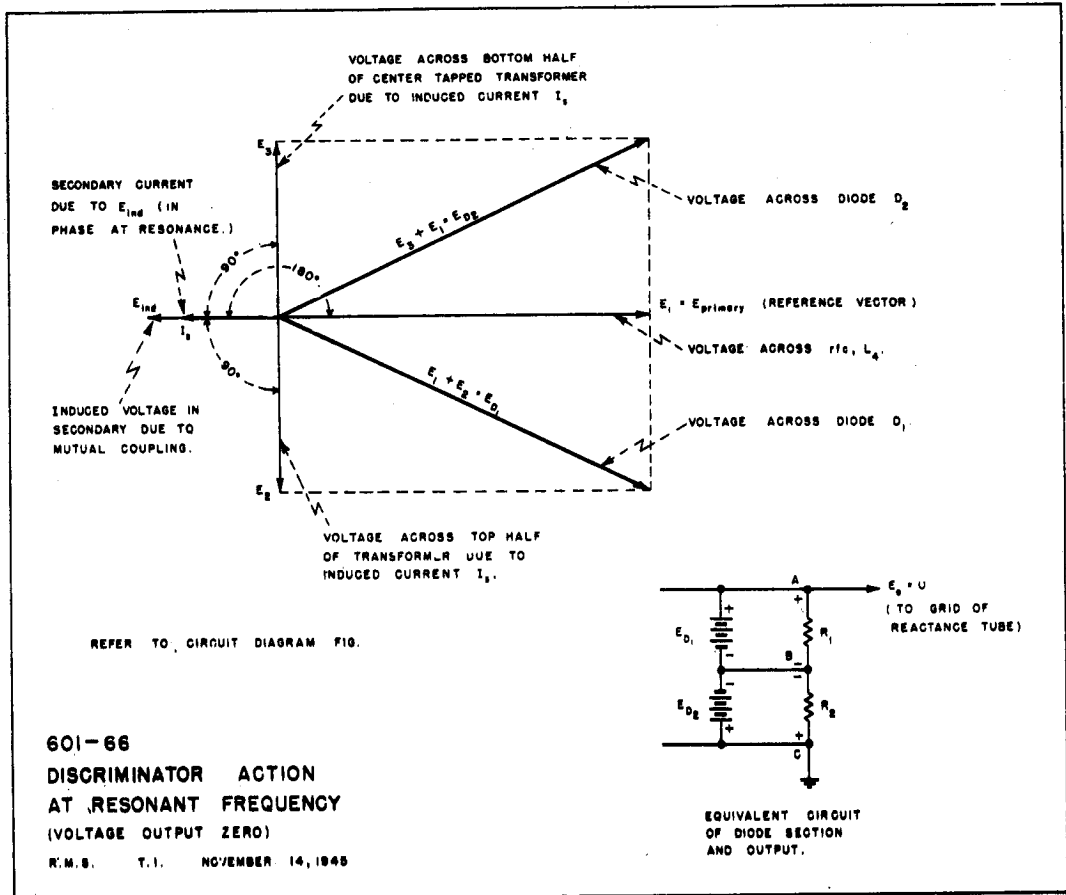 VOLTAGE ACROSS BOTTOM HALF
OF CENTER TAPPED TRANSFORMER
DUE TO INDUCED CURRENT Is
E3
SECONDARY CURRENT
DUE TO Eind (IN
PHASE AT RESONANCE.)
VOLTAGE ACROSS DIODE D2
E3 + E1 = ED2
90°
180°
Eind
Is
E1 = Eprimary (REFERENCE VECTOR)
VOLTAGE ACROSS rfc, L4.
90°
E1 + E2 = ED1
INDUCED VOLTAGE IN
SECONDARY DUE TO
MUTUAL COUPLING.
VOLTAGE ACROSS DIODE D1.
E2
VOLTAGE ACROSS TOP HALF
OF TRANSFORMER DUE TO
INDUCED CURRENT Is.
A
Eo = 0
(TO GRID OF
REACTANCE TUBE)
+
+
ED1
R1
-
B
-
-
-
ED2
R2
+
+
C
REFER TO CIRCUIT DIAGRAM FIG.
601-66
DISCRIMINATOR ACTION
AT RESONANT FREQUENCY
(VOLTAGE OUTPUT ZERO)
R.M.S. T.I. NOVEMBER 14, 1945
EQUIVALENT CIRCUIT
OF DIODE SECTION
AND OUTPUT.